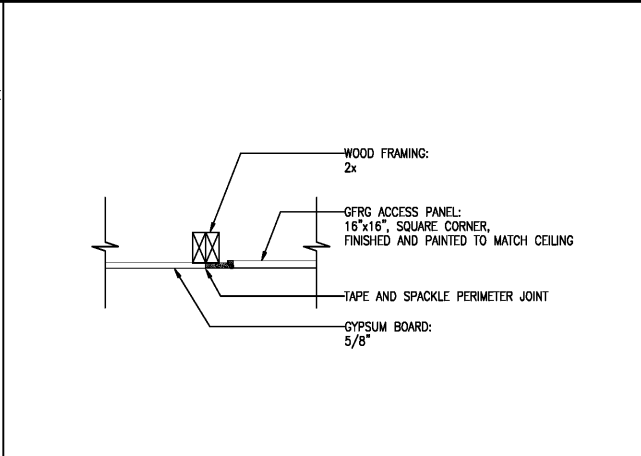 WOOD FRAMING:
2x
GFRG ACCESS PANEL:
16"x16", SQUARE CORNER,
FINISHED AND PAINTED TO MATCH CEILING
TAPE AND SPACKLE PERIMETER JOINT
GYPSUM BOARD:
5/8"